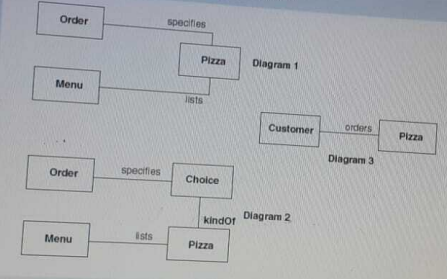 Order
specifies
Pizza
Diagram 1
Menu
lists
Customer
orders
Pizza
Diagram 3
Order
specifies
Choice
kindOf
Diagram 2
Menu
lists
Pizza